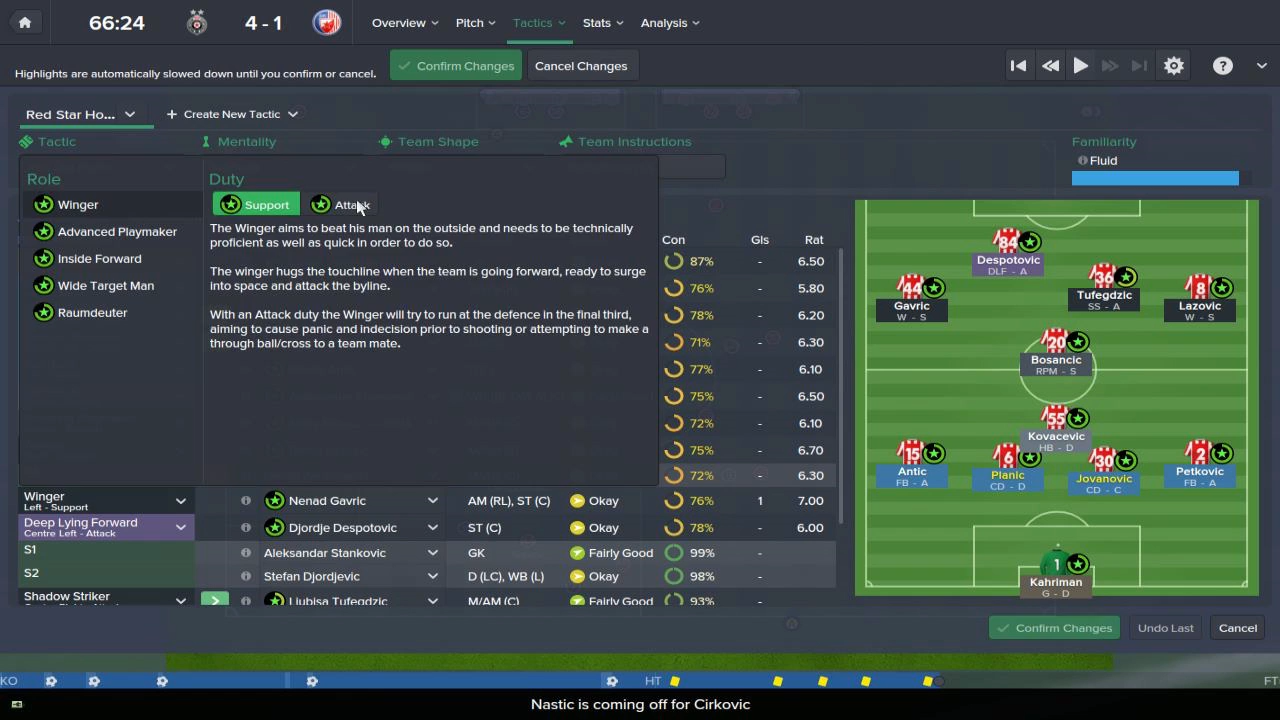 66:24
4 - 1
Overview
Pitch
Tactics
Stats
Analysis
Highlights are automatically slowed down until you confirm or cancel.
Confirm Changes
Cancel Changes
?
Red Star Ho...
+ Create New Tactic
Tactic
Mentality
Team Shape
Team Instructions
Familiarity
Fluid
Role
Duty
Winger
Advanced Playmaker
Inside Forward
Wide Target Man
Raumdeuter
Support
Attack
The Winger aims to beat his man on the outside and needs to be technically
proficient as well as quick in order to do so.
The winger hugs the touchline when the team is going forward, ready to surge
into space and attack the byline.
With an Attack duty the Winger will try to run at the defence in the final third,
aiming to cause panic and indecision prior to shooting or attempting to make a
through ball/cross to a team mate.
Con Gls Rat
87% - 6.50
76% - 5.80
78% - 6.20
71% - 6.30
77% - 6.10
75% - 6.50
72% - 6.10
75% - 6.70
72% - 6.30
Winger
Left - Support
Nenad Gavric AM (RL), ST (C) Okay 76% 1 7.00
Deep Lying Forward
Centre Left - Attack
Djordje Despotovic ST (C) Okay 78% - 6.00
S1
Aleksandar Stankovic GK Fairly Good 99% -
S2
Stefan Djordjevic D (LC), WB (L) Okay 98% -
Shadow Striker
Ljubisa Tufegdzic M/AM (C) Fairly Good 93% -
84
Despotovic
DLF - A
44
Gavric
W - S
36
Tufegdzic
SS - A
8
Lazovic
W - S
20
Bosancic
RPM - S
55
Kovacevic
HB - D
15
Antic
FB - A
6
Planic
CD - D
30
Jovanovic
CD - C
2
Petkovic
FB - A
1
Kahriman
G - D
Confirm Changes
Undo Last
Cancel
KO
HT
FT
Nastic is coming off for Cirkovic